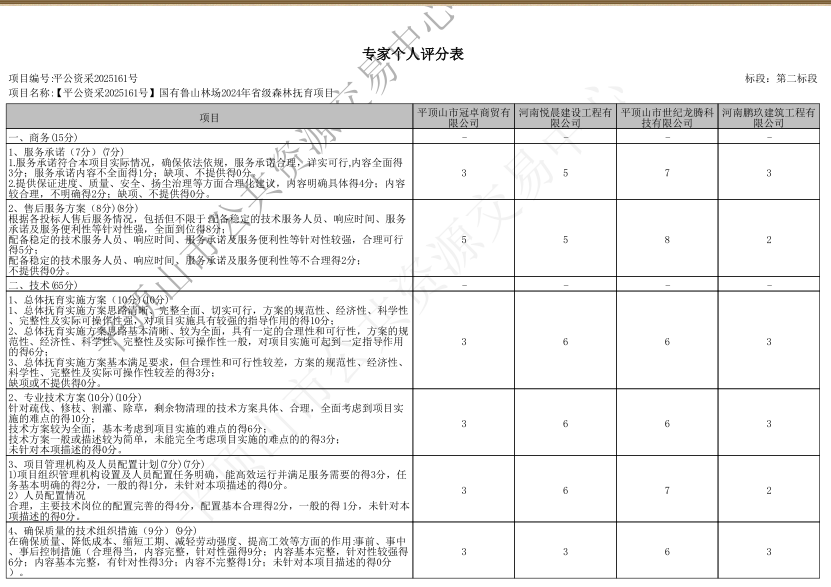 专家个人评分表
项目编号:平公资采2025161号
标段：第二标段
项目名称:【平公资采2025161号】国有鲁山林场2024年省级森林抚育项目
项目
平顶山市冠卓商贸有
限公司
河南悦晨建设工程有
限公司
平顶山市世纪龙腾科
技有限公司
河南鹏玖建筑工程有
限公司
一、商务(15分)
–
–
–
–
1、服务承诺（7分）(7分)
1.服务承诺符合本项目实际情况，确保依法依规，服务承诺合理，详实可行,内容全面得
3分；服务承诺内容不全面得1分；缺项、不提供得0分。
2.提供保证进度、质量、安全、扬尘治理等方面合理化建议，内容明确具体得4分；内容
较合理，不明确得2分；缺项、不提供得0分。
3
5
7
3
2、售后服务方案（8分)(8分)
根据各投标人售后服务情况，包括但不限于:配备稳定的技术服务人员、响应时间、服务
承诺及服务便利性等针对性强，全面到位得8分；
配备稳定的技术服务人员、响应时间、服务承诺及服务便利性等针对性较强，合理可行
得5分；
配备稳定的技术服务人员、响应时间、服务承诺及服务便利性等不合理得2分；
不提供得0分。
5
5
8
2
二、技术(65分)
–
–
–
–
1、总体抚育实施方案（10分)(10分)
1、总体抚育实施方案思路清晰、完整全面、切实可行，方案的规范性、经济性、科学性
、完整性及实际可操作性强，对项目实施具有较强的指导作用的得10分；
2、总体抚育实施方案思路基本清晰、较为全面，具有一定的合理性和可行性，方案的规
范性、经济性、科学性、完整性及实际可操作性一般，对项目实施可起到一定指导作用
的得6分；
3、总体抚育实施方案基本满足要求，但合理性和可行性较差，方案的规范性、经济性、
科学性、完整性及实际可操作性较差的得3分；
缺项或不提供得0分。
3
6
6
3
2、专业技术方案(10分)(10分)
针对疏伐、修枝、割灌、除草，剩余物清理的技术方案具体、合理，全面考虑到项目实
施的难点的得10分；
技术方案较为全面，基本考虑到项目实施的难点的得6分；
技术方案一般或描述较为简单，未能完全考虑项目实施的难点的的得3分；
未针对本项描述的得0分。
3
6
6
3
3、项目管理机构及人员配置计划(7分)(7分)
1)项目组织管理机构设置及人员配置任务明确，能高效运行并满足服务需要的得3分，任
务基本明确的得2分，一般的得1分，未针对本项描述的得0分。
2）人员配置情况
合理，主要技术岗位的配置完善的得4分，配置基本合理得2分，一般的得 1分，未针对本
项描述的得0分。
3
6
7
2
4、确保质量的技术组织措施（9分）(9分)
在确保质量、降低成本、缩短工期、减轻劳动强度、提高工效等方面的作用:事前、事中
、事后控制措施（合理得当，内容完整，针对性强得9分；内容基本完整，针对性较强得
6分；内容基本完整，有针对性得3分；内容不完整得1分；未针对本项目描述的得0分
）。
3
3
6
3
平顶山市公共资源交易中心
平顶山市公共资源交易中心